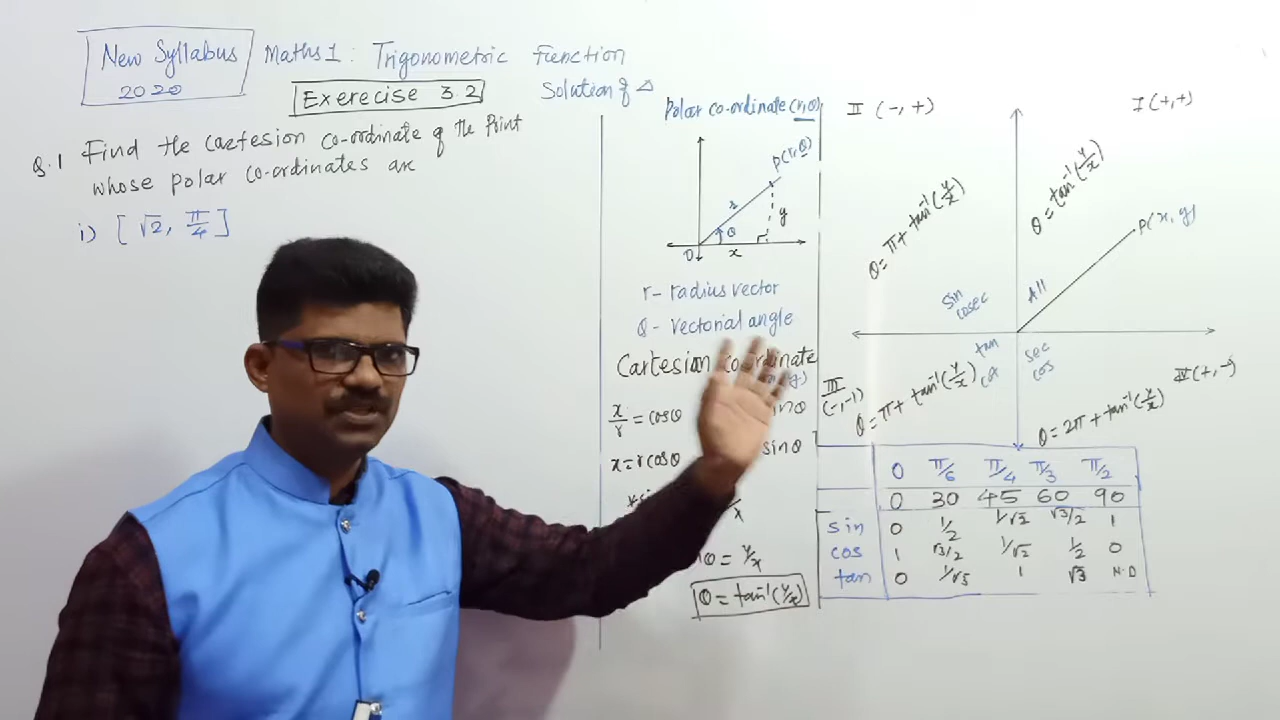 New Syllabus
2020
Maths 1 : Trigonometric Function
Solution of Δ
Exerecise 3.2
Q.1 Find the cartesion co-ordinate of the Point
whose polar co-ordinates are
i) [√2, π/4]
Polar co-ordinate (r,θ)
P(r,θ)
r
y
θ
O
x
r - radius vector
θ - vectorial angle
Cartesian coordinate
x/r = cosθ
sinθ
x = r cosθ
sinθ
θ = y/x
θ = tan⁻¹(y/x)
II (-,+)
I (+,+)
θ = π + tan⁻¹(y/x)
θ = tan⁻¹(y/x)
P(x, y)
sin
cosec
All
tan
cot
sec
cos
III
(-,-)
θ = π + tan⁻¹(y/x)
IV (+,-)
θ = 2π + tan⁻¹(y/x)
0 π/6 π/4 π/3 π/2
0 30 45 60 90
sin 0 1/2 1/√2 √3/2 1
cos 1 √3/2 1/√2 1/2 0
tan 0 1/√3 1 √3 N.D